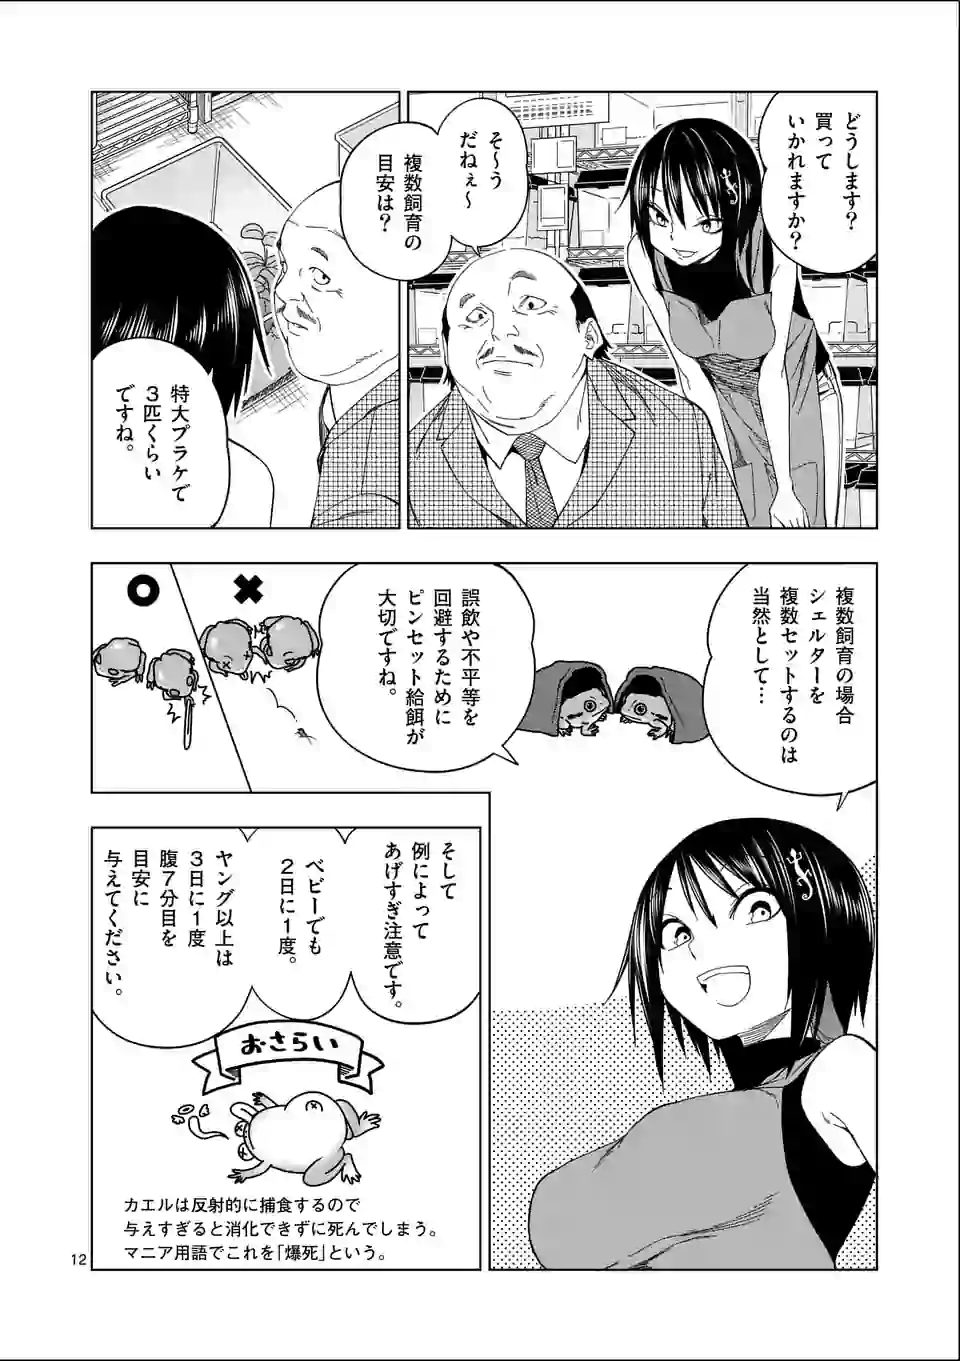 どうします？
買って
いかれますか？
そ～う
だねぇ～
複数飼育の
目安は？
特大プラケで
３匹くらい
ですね。
複数飼育の場合
シェルターを
複数セットするのは
当然として…
誤飲や不平等を
回避するために
ピンセット給餌が
大切ですね。
そして
例によって
あげすぎ注意です。
ベビーでも
２日に１度。
ヤング以上は
３日に１度
腹７分目を
目安に
与えてください。
おさらい
カエルは反射的に捕食するので
与えすぎると消化できずに死んでしまう。
マニア用語でこれを「爆死」という。
12